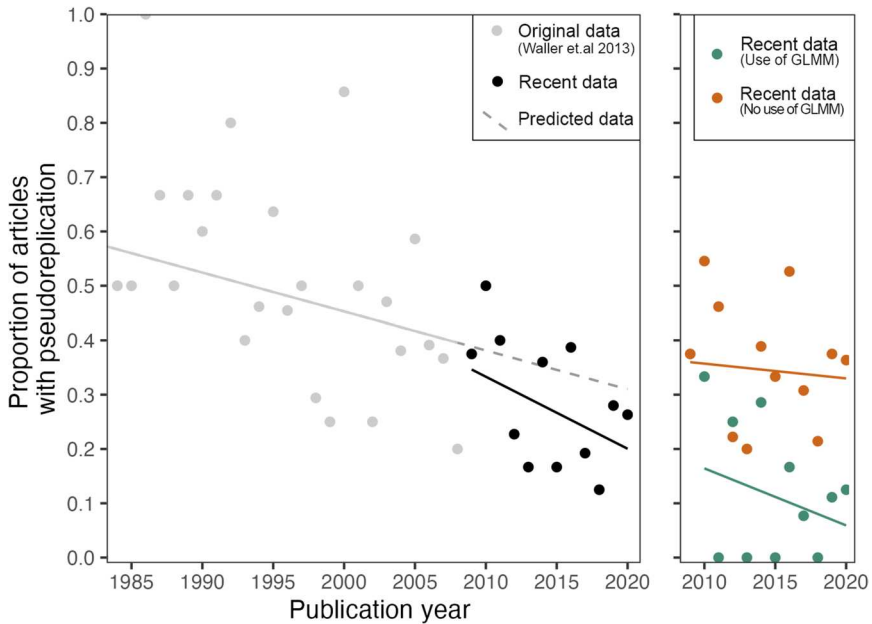 Proportion of articles
with pseudoreplication
1.0
0.9
0.8
0.7
0.6
0.5
0.4
0.3
0.2
0.1
0.0
Original data
(Waller et.al 2013)
Recent data
Predicted data
1985
1990
1995
2000
2005
2010
2015
2020
Publication year
Recent data
(Use of GLMM)
Recent data
(No use of GLMM)
2010
2015
2020